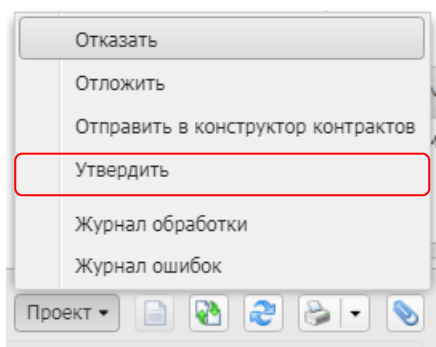 Отказать
Отложить
Отправить в конструктор контрактов
Утвердить
Журнал обработки
Журнал ошибок
Проект